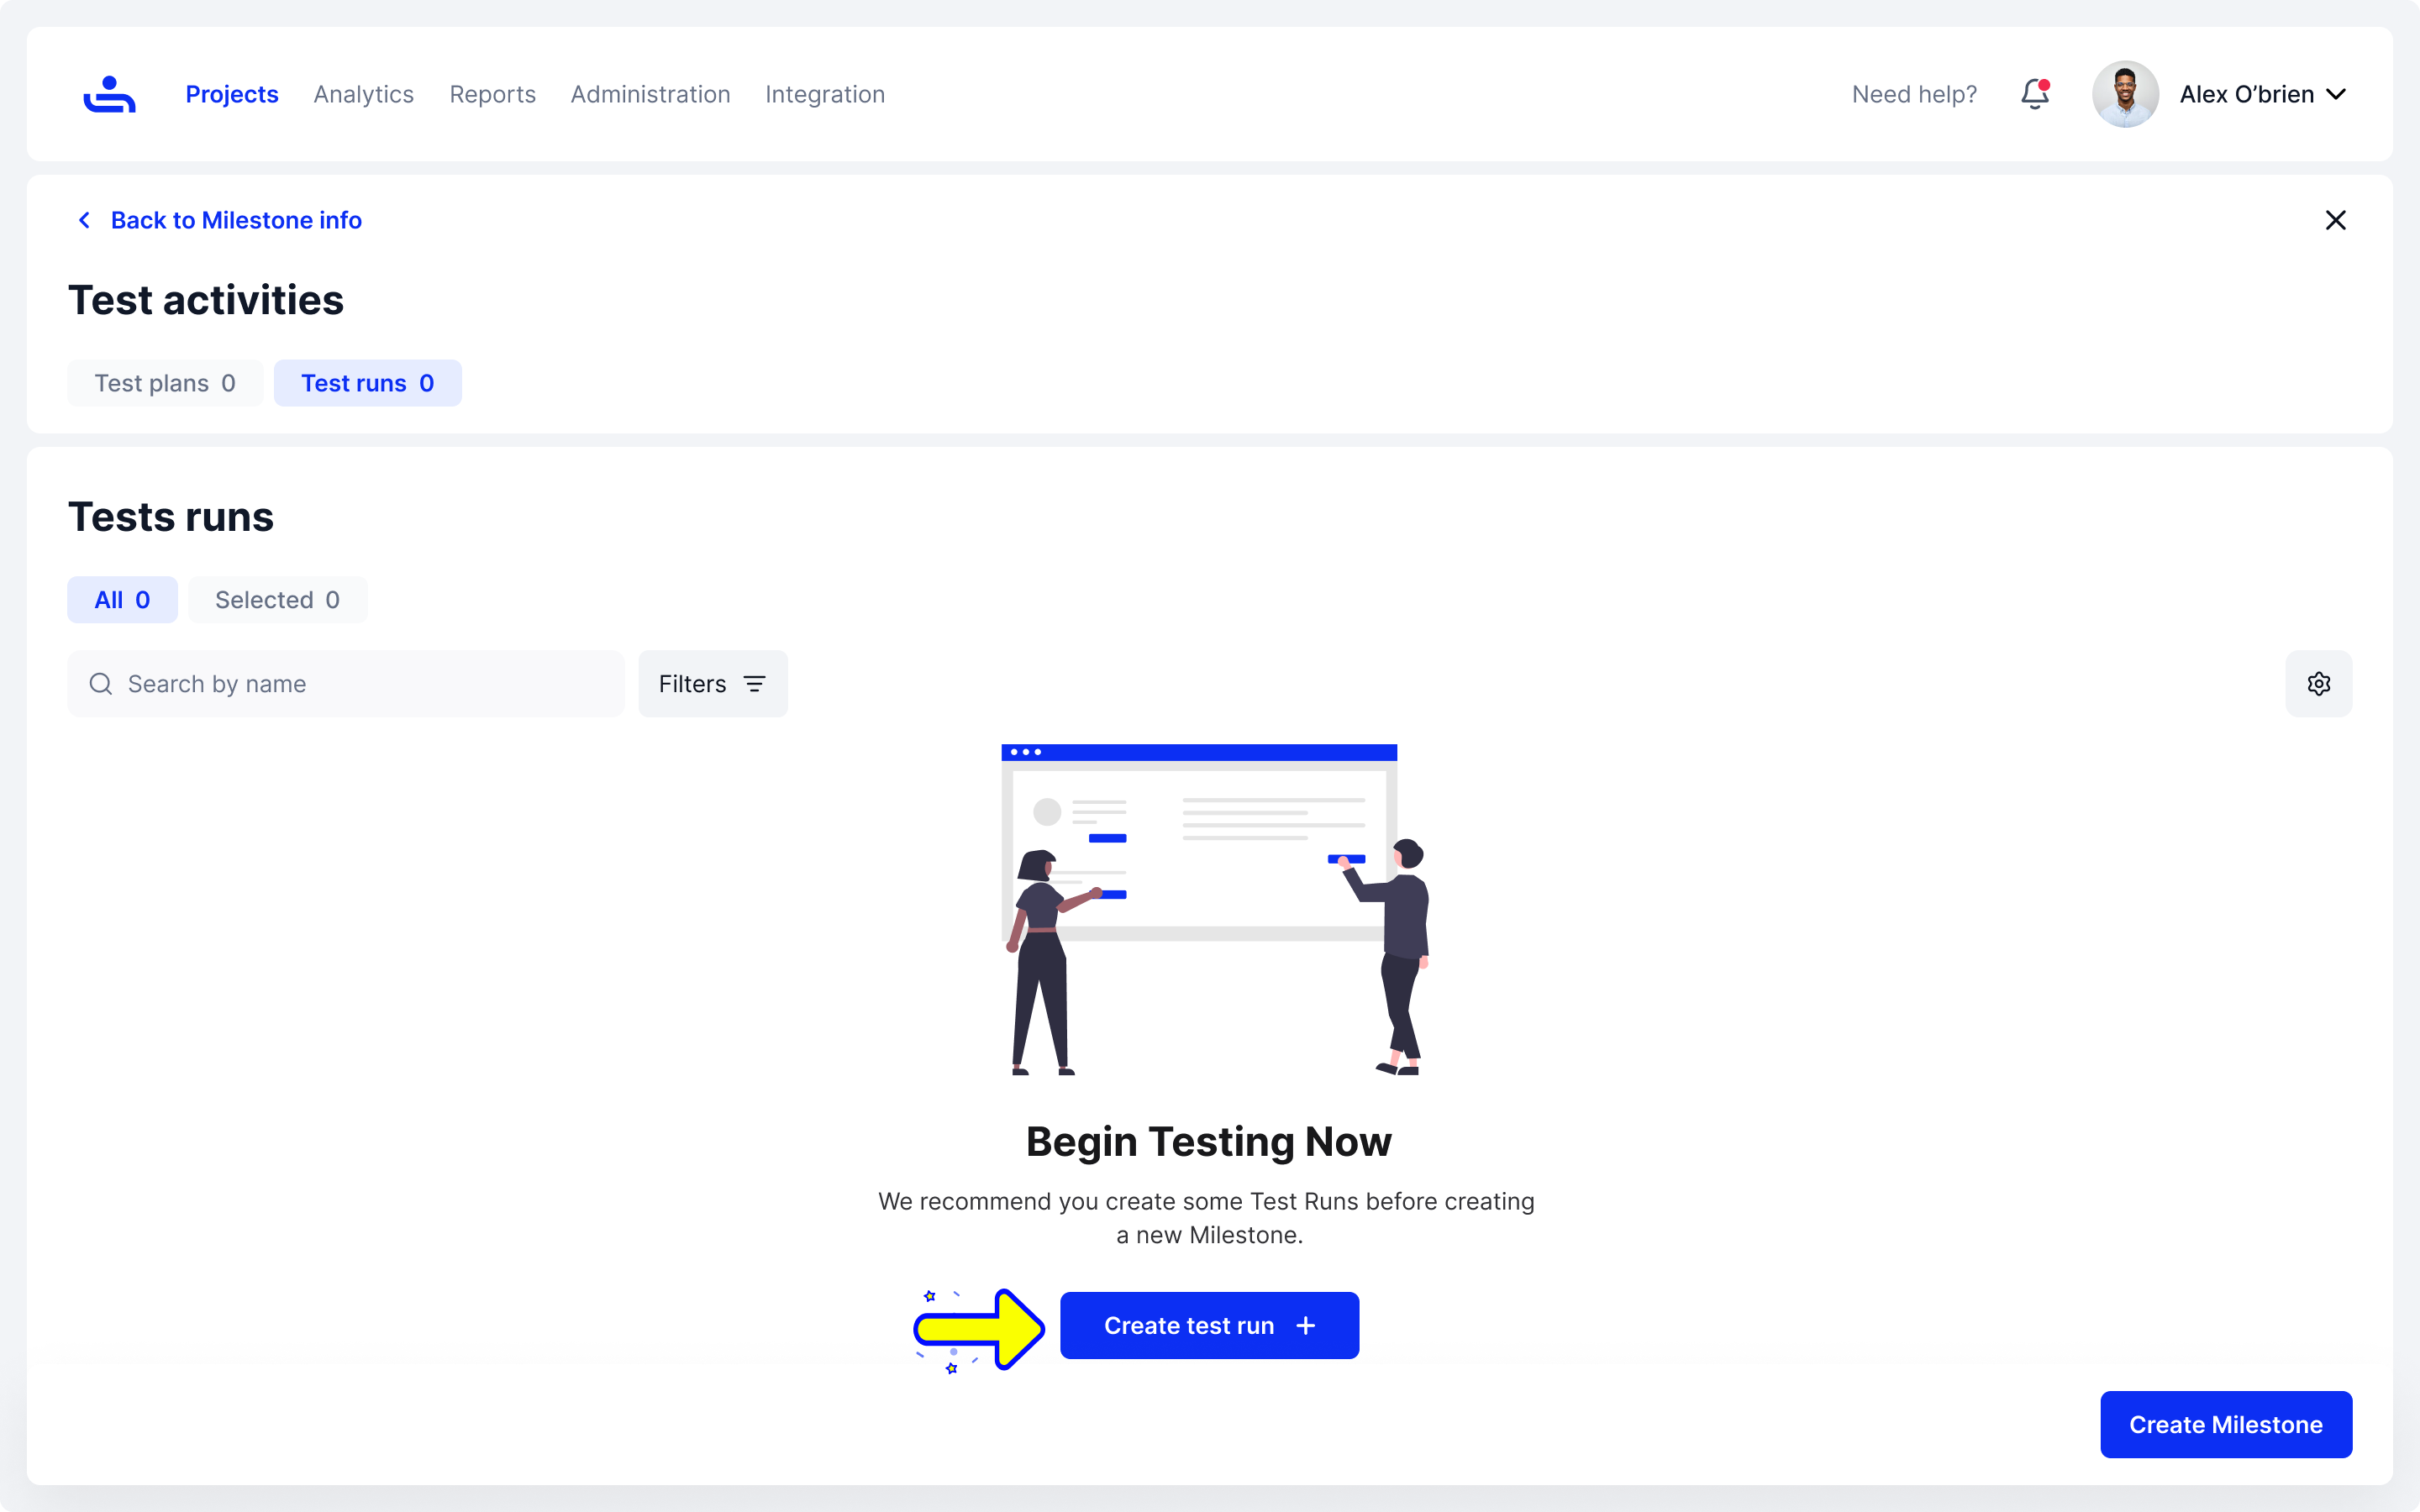 Projects Analytics Reports Administration Integration Need help? Alex O’brien
Back to Milestone info
Test activities
Test plans 0 Test runs 0
Tests runs
All 0 Selected 0
Search by name Filters
Begin Testing Now
We recommend you create some Test Runs before creating
a new Milestone.
Create test run +
Create Milestone